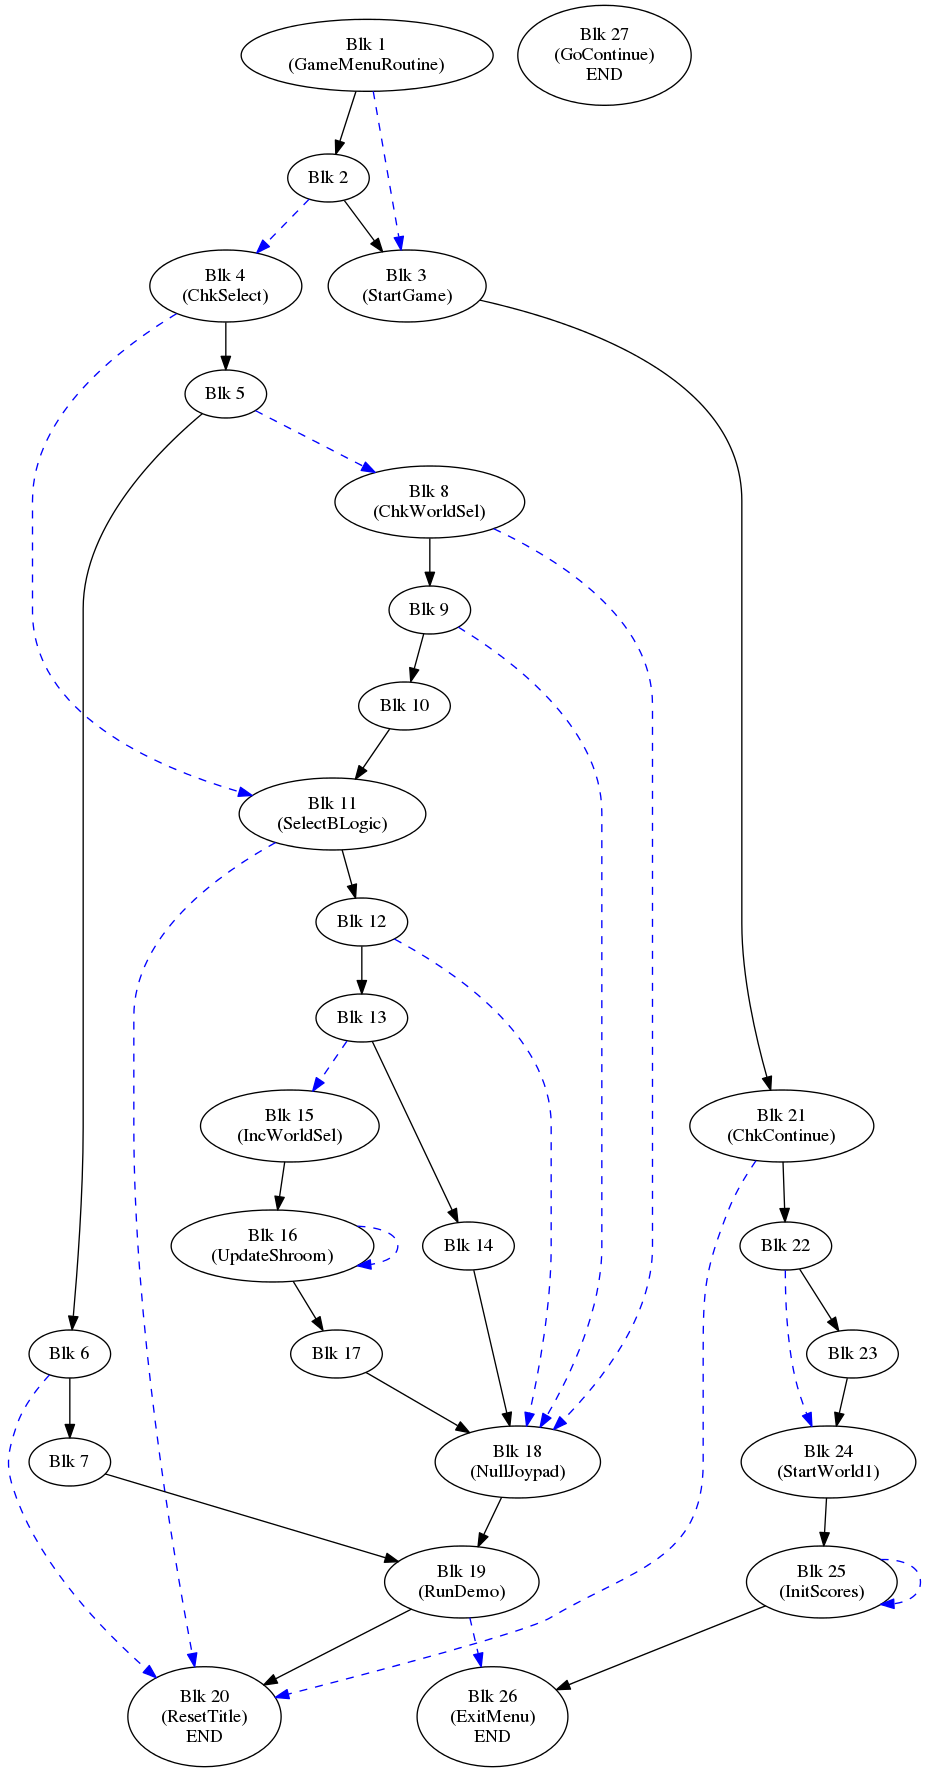 Blk 1
(GameMenuRoutine)
Blk 27
(GoContinue)
END
Blk 2
Blk 4
(ChkSelect)
Blk 3
(StartGame)
Blk 5
Blk 8
(ChkWorldSel)
Blk 9
Blk 10
Blk 11
(SelectBLogic)
Blk 12
Blk 13
Blk 15
(IncWorldSel)
Blk 21
(ChkContinue)
Blk 16
(UpdateShroom)
Blk 14
Blk 22
Blk 6
Blk 17
Blk 23
Blk 7
Blk 18
(NullJoypad)
Blk 24
(StartWorld1)
Blk 19
(RunDemo)
Blk 25
(InitScores)
Blk 20
(ResetTitle)
END
Blk 26
(ExitMenu)
END